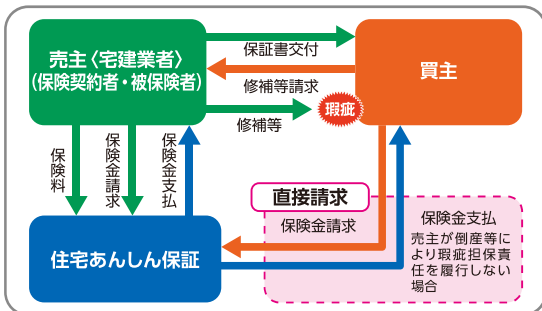 売主〈宅建業者〉
(保険契約者・被保険者)
保証書交付
修補等請求
修補等
瑕疵
買主
保険料
保険金請求
保険金支払
直接請求
保険金請求
保険金支払
売主が倒産等に
より瑕疵担保責
任を履行しない
場合
住宅あんしん保証